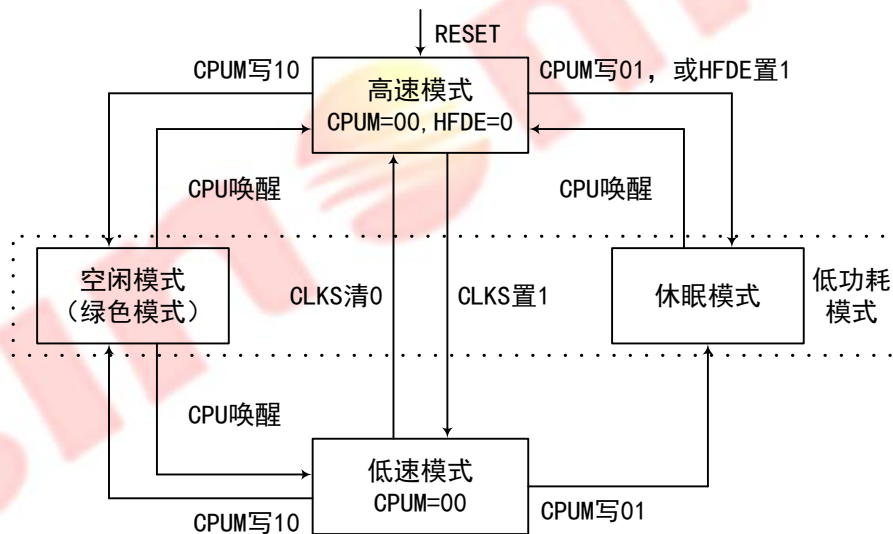 RESET
CPUM写10
CPUM写01，或HFDE置1
高速模式
CPUM=00,HFDE=0
CPU唤醒
CPU唤醒
空闲模式
（绿色模式）
CLKS清0
CLKS置1
休眠模式
低功耗
模式
CPU唤醒
低速模式
CPUM=00
CPUM写10
CPUM写01